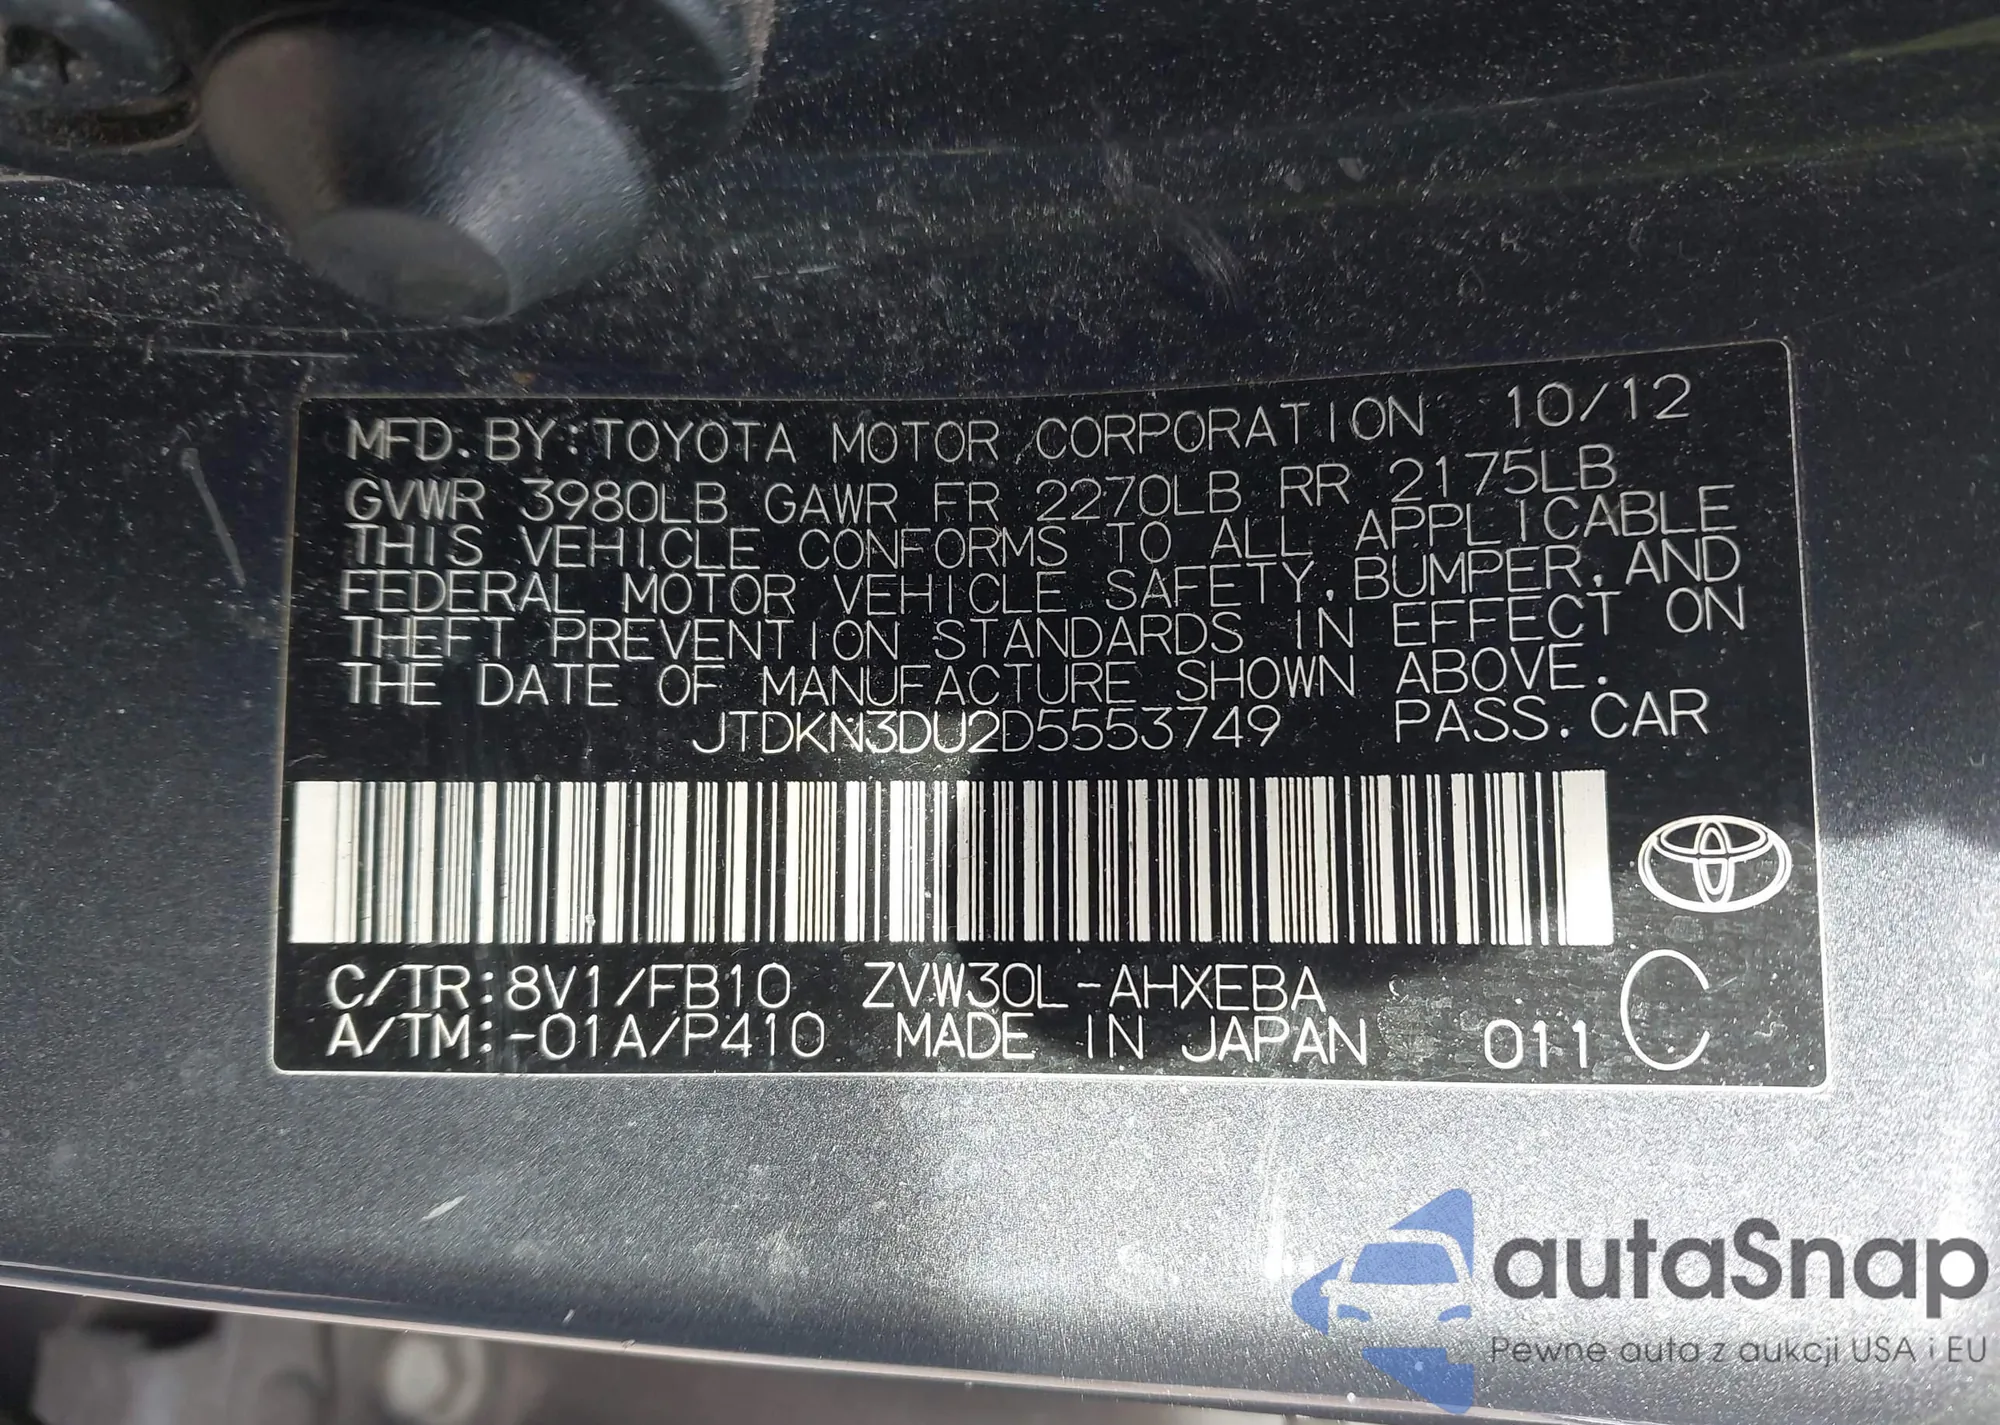 MFD. BY: TOYOTA MOTOR CORPORATION 10/12
GVWR 3980LB GAWR FR 2270LB RR 2175LB
THIS VEHICLE CONFORMS TO ALL APPLICABLE
FEDERAL MOTOR VEHICLE SAFETY, BUMPER, AND
THEFT PREVENTION STANDARDS IN EFFECT ON
THE DATE OF MANUFACTURE SHOWN ABOVE.
JTDKN3DU2D5553749 PASS. CAR
C/TR: 8V1/FB10 ZVW30L-AHXEBA
A/TM: -01A/P410 MADE IN JAPAN 011 C
autaSnap
Pewne auta z aukcji USA i EU